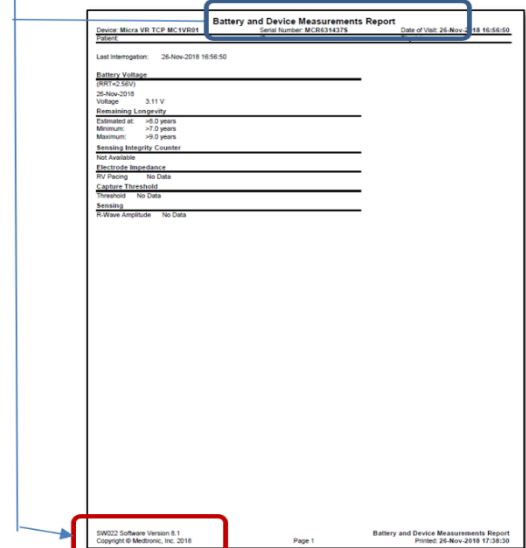 Battery and Device Measurements Report
Device: Micra VR TCP MC1VR01 Serial Number: MCR631437S Date of Visit: 26-Nov-2018 16:56:50
Patient:
Last Interrogation: 26-Nov-2018 16:56:50
Battery Voltage
(RRT=2.56V)
26-Nov-2018
Voltage 3.11 V
Remaining Longevity
Estimated at: >8.0 years
Minimum: >7.0 years
Maximum: >9.0 years
Sensing Integrity Counter
Not Available
Electrode Impedance
RV Pacing No Data
Capture Threshold
Threshold No Data
Sensing
R-Wave Amplitude No Data
SW022 Software Version 8.1 Battery and Device Measurements Report
Copyright © Medtronic, Inc. 2018 Page 1 Printed: 26-Nov-2018 17:38:30